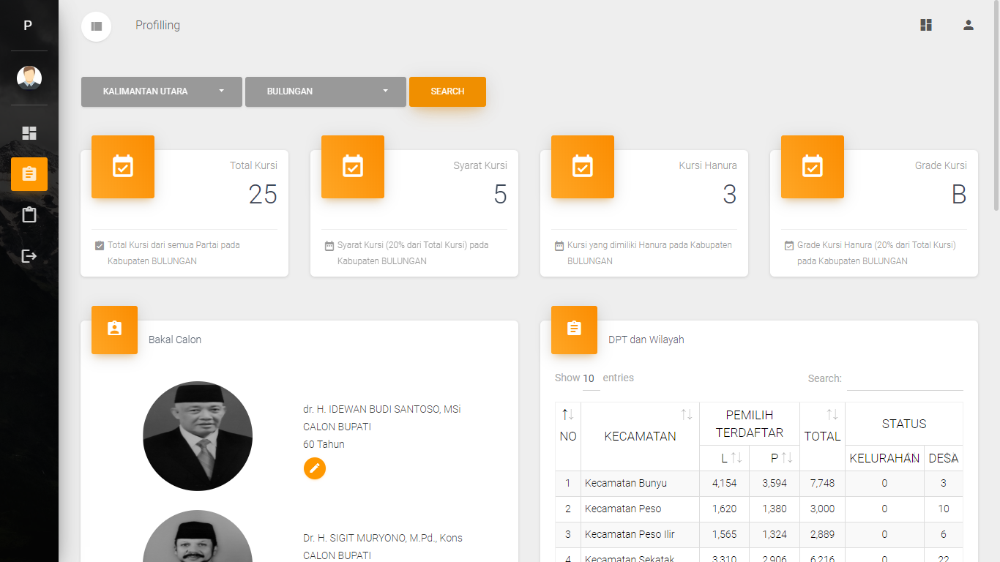 P
Profilling
KALIMANTAN UTARA
BULUNGAN
SEARCH
Total Kursi
25
Total Kursi dari semua Partai pada
Kabupaten BULUNGAN
Syarat Kursi
5
Syarat Kursi (20% dari Total Kursi) pada
Kabupaten BULUNGAN
Kursi Hanura
3
Kursi yang dimiliki Hanura pada Kabupaten
BULUNGAN
Grade Kursi
B
Grade Kursi Hanura (20% dari Total Kursi)
pada Kabupaten BULUNGAN
Bakal Calon
dr. H. IDEWAN BUDI SANTOSO, MSi
CALON BUPATI
60 Tahun
Dr. H. SIGIT MURYONO, M.Pd., Kons
CALON BUPATI
DPT dan Wilayah
Show 10 entries
Search:
NO KECAMATAN PEMILIH TERDAFTAR TOTAL STATUS
L P KELURAHAN DESA
1 Kecamatan Bunyu 4,154 3,594 7,748 0 3
2 Kecamatan Peso 1,620 1,380 3,000 0 10
3 Kecamatan Peso Ilir 1,565 1,324 2,889 0 6
4 Kecamatan Sekatak 3,310 2,906 6,216 0 22